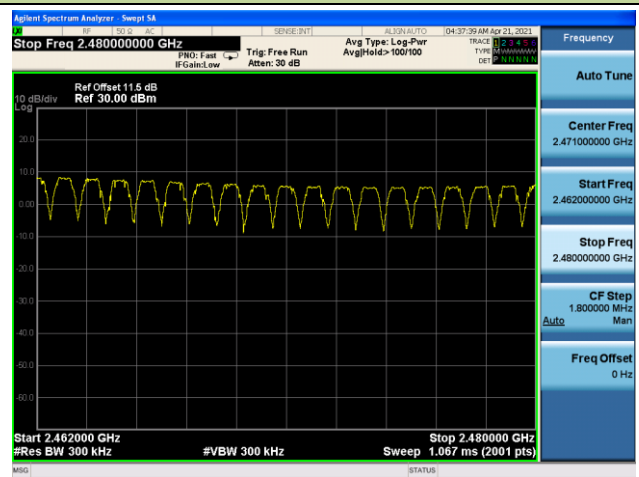 Agilent Spectrum Analyzer - Swept SA
RF 50 Ω AC SENSE:INT ALIGN AUTO 04:37:39 AM Apr 21, 2021
Stop Freq 2.480000000 GHz
PNO: Fast
IFGain:Low
Trig: Free Run
Atten: 30 dB
Avg Type: Log-Pwr
Avg|Hold:> 100/100
TRACE 1 2 3 4 5 6
TYPE MWWWWW
DET P N N N N N
Ref Offset 11.5 dB
10 dB/div Ref 30.00 dBm
Log
20.0
10.0
0.00
-10.0
-20.0
-30.0
-40.0
-50.0
-60.0
Start 2.462000 GHz Stop 2.480000 GHz
#Res BW 300 kHz #VBW 300 kHz Sweep 1.067 ms (2001 pts)
MSG STATUS
Frequency
Auto Tune
Center Freq
2.471000000 GHz
Start Freq
2.462000000 GHz
Stop Freq
2.480000000 GHz
CF Step
1.800000 MHz
Auto Man
Freq Offset
0 Hz